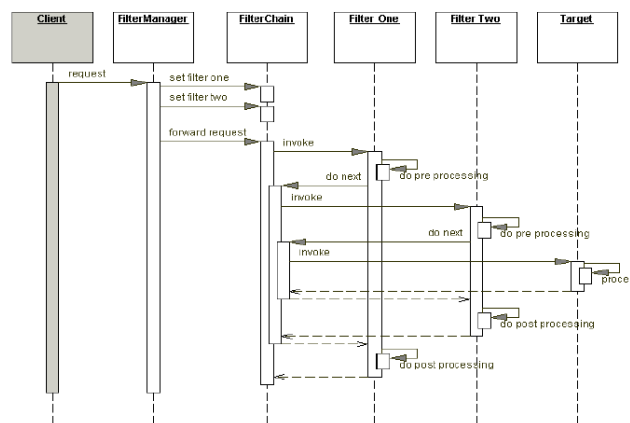 Client
FilterManager
FilterChain
Filter One
Filter Two
Target
request
set filter one
set filter two
forward request
invoke
do pre processing
do next
invoke
do next
do pre processing
invoke
proce
do post processing
do post processing